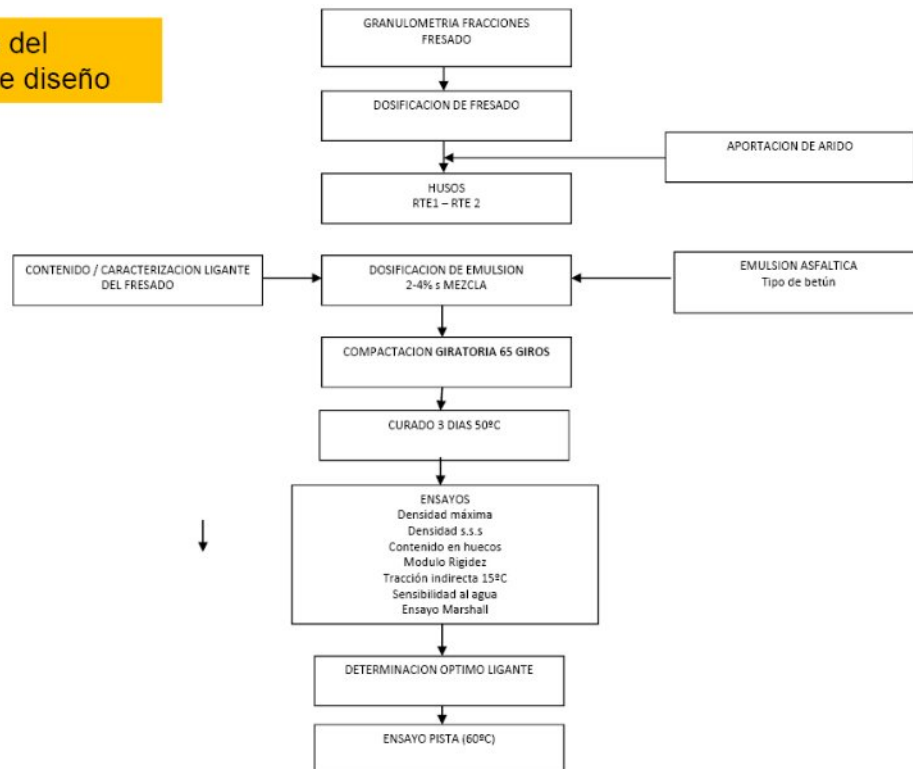 del
e diseño
GRANULOMETRIA FRACCIONES
FRESADO
DOSIFICACION DE FRESADO
APORTACION DE ARIDO
HUSOS
RTE1 – RTE 2
CONTENIDO / CARACTERIZACION LIGANTE
DEL FRESADO
DOSIFICACION DE EMULSION
2-4% s MEZCLA
EMULSION ASFALTICA
Tipo de betún
COMPACTACION GIRATORIA 65 GIROS
CURADO 3 DIAS 50ºC
ENSAYOS
Densidad máxima
Densidad s.s.s
Contenido en huecos
Modulo Rigidez
Tracción indirecta 15ºC
Sensibilidad al agua
Ensayo Marshall
DETERMINACION OPTIMO LIGANTE
ENSAYO PISTA (60ºC)